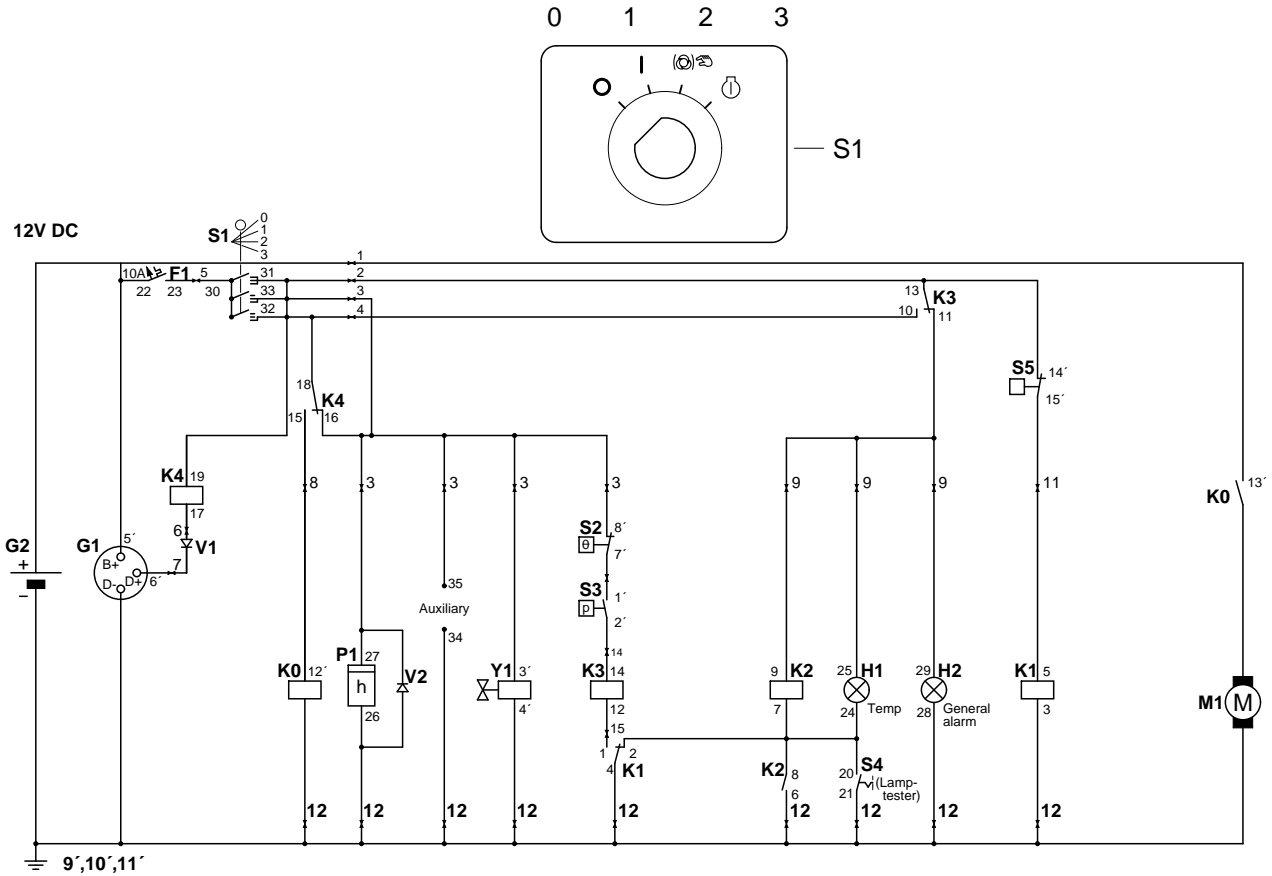 0 1 2 3
S1
12V DC
S1
0
1
2
3
1
10A F1 5 31 2
22 23 30 33 3
32 4
13 K3
10 11
18 K4
15 16
S5 14´
15´
K4 19
17
8 3 3 3 3 9 9 9 11
K0 13´
6
V1
7
G2
+
−
G1 5´
B+
D- D+ 6´
S2 8´
θ 7´
S3 1´
p 2´
35
Auxiliary
34
14
K0 12´
P1 27
h
26
V2
Y1 3´
4´
K3 14
12
9 K2
7
25 H1
24 Temp
29 H2
28 General
alarm
K1 5
3
M1 M
15
1 2
4 K1
K2 8
6
20 S4
21 (Lamp-
tester)
12 12 12 12 12 12 12 12 12
9´,10´,11´